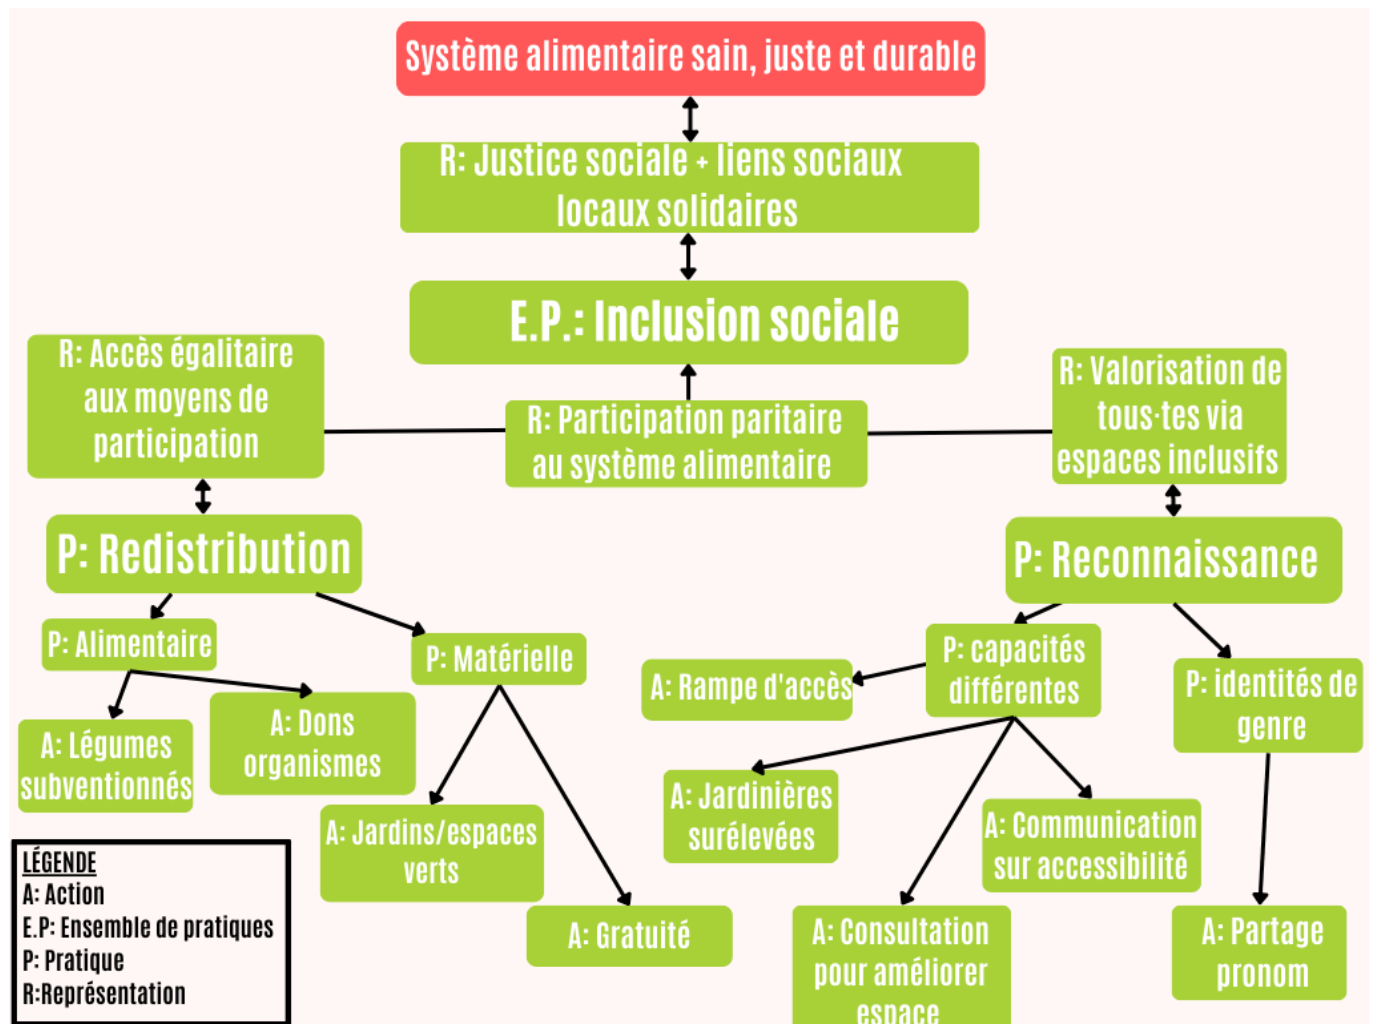 Système alimentaire sain, juste et durable
R: Justice sociale + liens sociaux
locaux solidaires
E.P.: Inclusion sociale
R: Accès égalitaire
aux moyens de
participation
R: Participation paritaire
au système alimentaire
R: Valorisation de
tous·tes via
espaces inclusifs
P: Redistribution
P: Reconnaissance
P: Alimentaire
P: Matérielle
A: Rampe d'accès
P: capacités
différentes
P: identités de
genre
A: Légumes
subventionnés
A: Dons
organismes
A: Jardins/espaces
verts
A: Gratuité
A: Jardinières
surélevées
A: Communication
sur accessibilité
A: Consultation
pour améliorer
espace
A: Partage
pronom
LÉGENDE
A: Action
E.P: Ensemble de pratiques
P: Pratique
R:Représentation